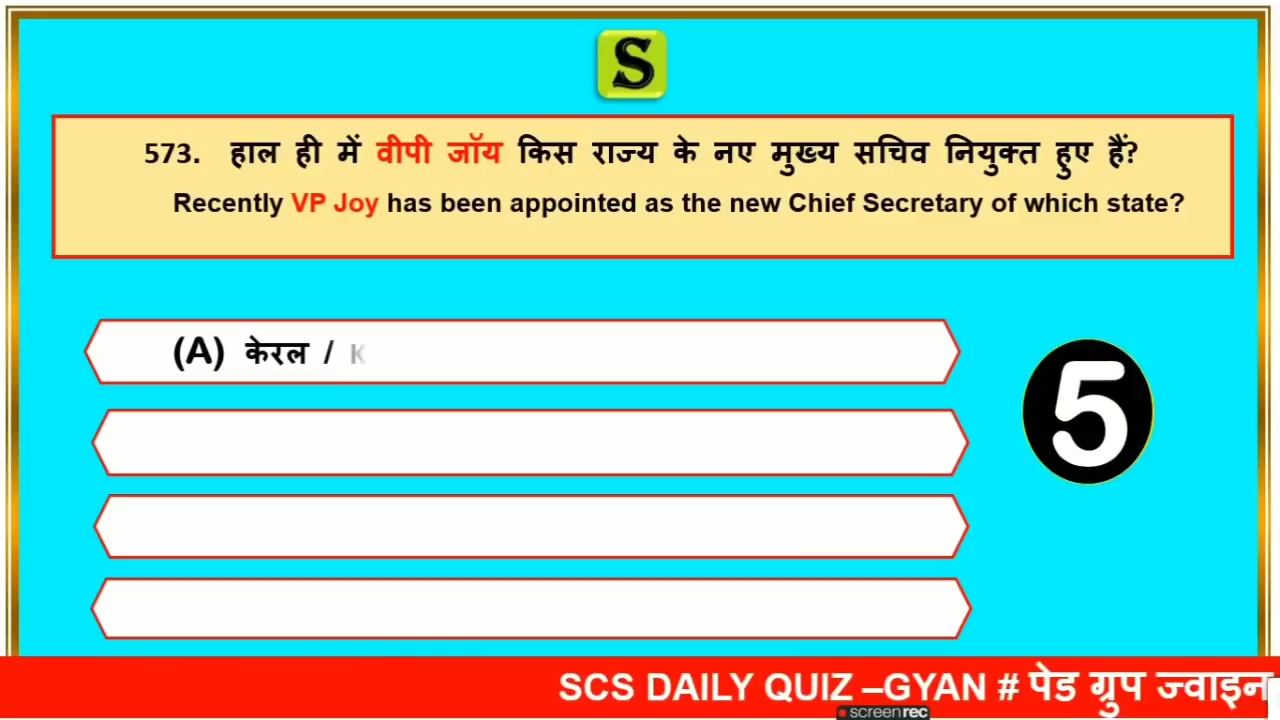 S
573. हाल ही में वीपी जॉय किस राज्य के नए मुख्य सचिव नियुक्त हुए हैं?
Recently VP Joy has been appointed as the new Chief Secretary of which state?
(A) केरल / K
5
SCS DAILY QUIZ –GYAN # पेड ग्रुप ज्वाइन
screenrec